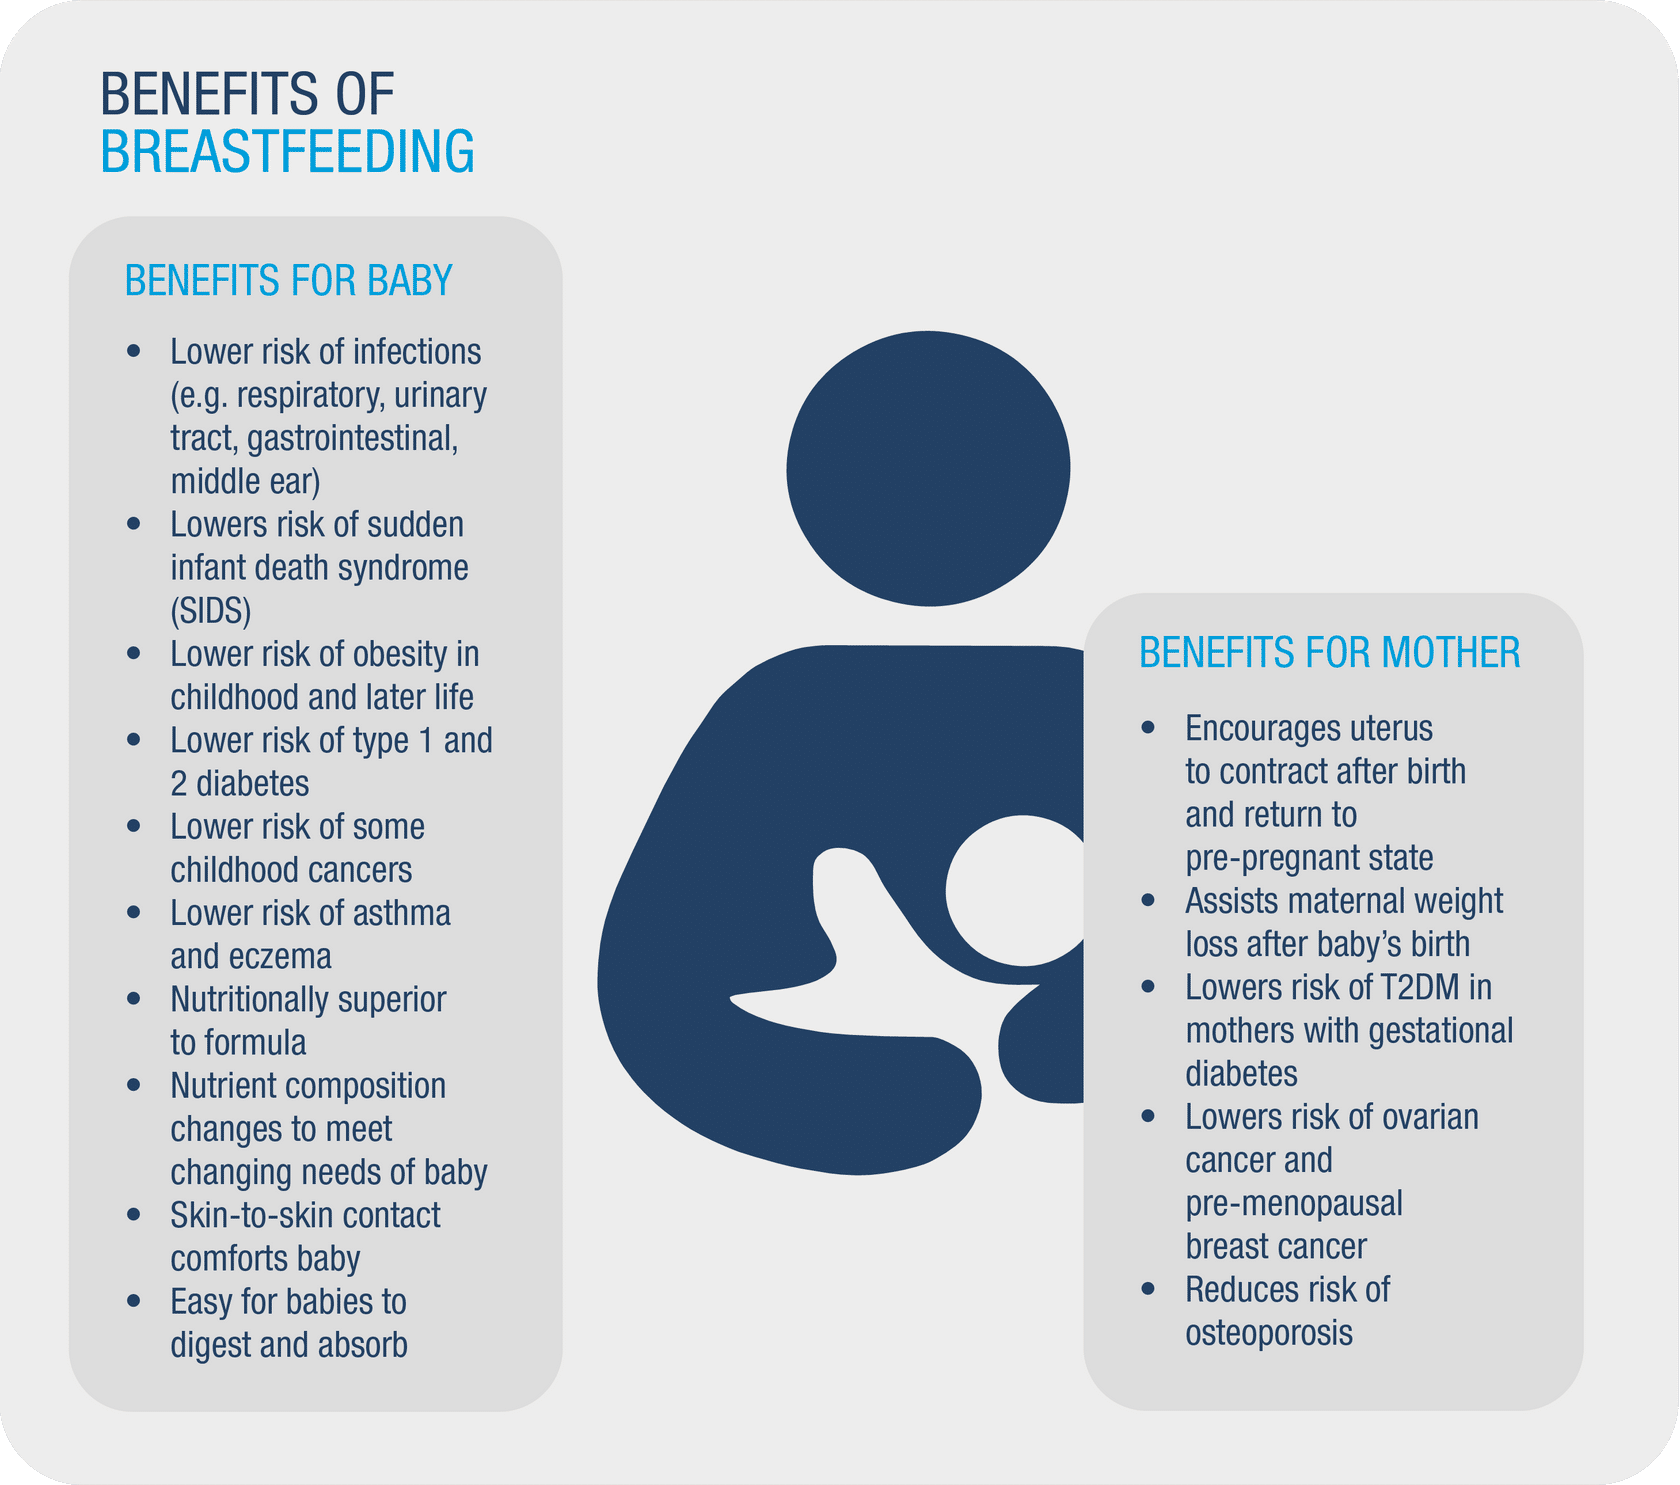 BENEFITS OF
BREASTFEEDING
BENEFITS FOR BABY
• Lower risk of infections
(e.g. respiratory, urinary
tract, gastrointestinal,
middle ear)
• Lowers risk of sudden
infant death syndrome
(SIDS)
• Lower risk of obesity in
childhood and later life
• Lower risk of type 1 and
2 diabetes
• Lower risk of some
childhood cancers
• Lower risk of asthma
and eczema
• Nutritionally superior
to formula
• Nutrient composition
changes to meet
changing needs of baby
• Skin-to-skin contact
comforts baby
• Easy for babies to
digest and absorb
BENEFITS FOR MOTHER
• Encourages uterus
to contract after birth
and return to
pre-pregnant state
• Assists maternal weight
loss after baby’s birth
• Lowers risk of T2DM in
mothers with gestational
diabetes
• Lowers risk of ovarian
cancer and
pre-menopausal
breast cancer
• Reduces risk of
osteoporosis